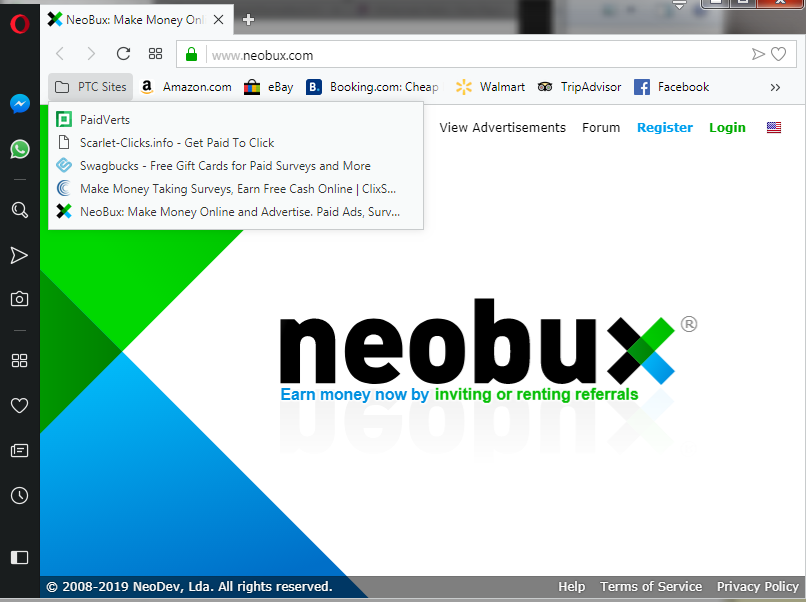 NeoBux: Make Money Onl
www.neobux.com
PTC Sites Amazon.com eBay B. Booking.com: Cheap Walmart TripAdvisor Facebook
PaidVerts
Scarlet-Clicks.info - Get Paid To Click
Swagbucks - Free Gift Cards for Paid Surveys and More
Make Money Taking Surveys, Earn Free Cash Online | ClixS...
NeoBux: Make Money Online and Advertise. Paid Ads, Surv...
View Advertisements Forum Register Login
neobux®
Earn money now by inviting or renting referrals
© 2008-2019 NeoDev, Lda. All rights reserved. Help Terms of Service Privacy Policy